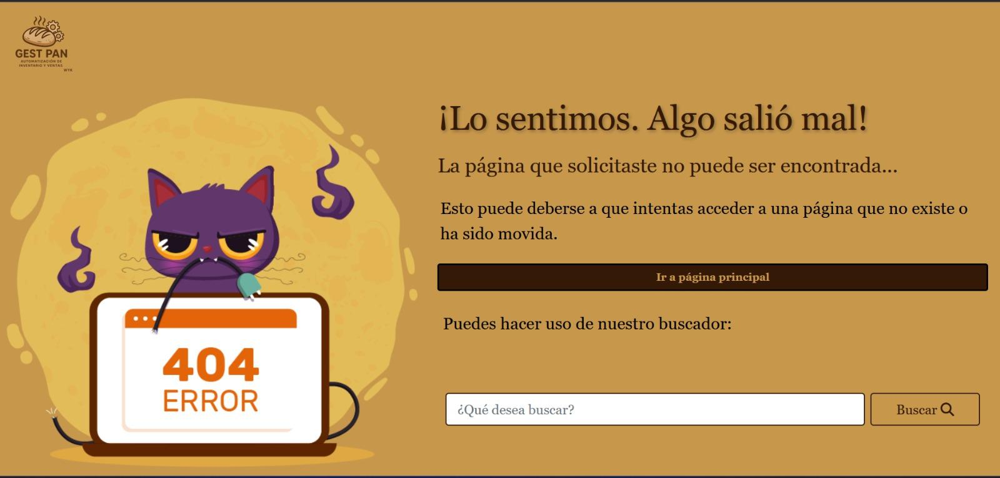 GEST PAN
AUTOMATIZACIÓN DE
INVENTARIO Y VENTAS
WYK
¡Lo sentimos. Algo salió mal!
La página que solicitaste no puede ser encontrada...
Esto puede deberse a que intentas acceder a una página que no existe o
ha sido movida.
Ir a página principal
Puedes hacer uso de nuestro buscador:
¿Qué desea buscar?
Buscar
404
ERROR